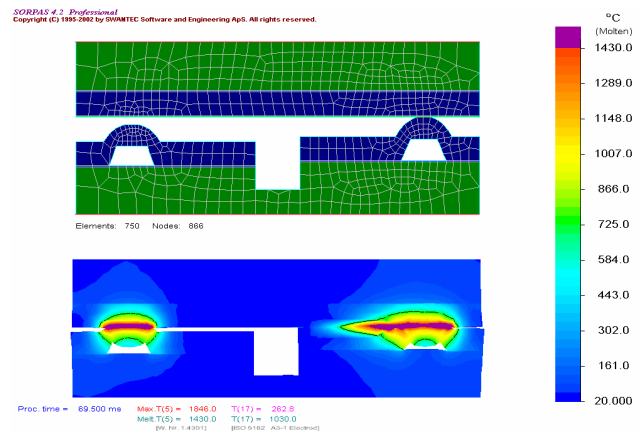 SORPAS 4.2 Professional
Copyright (C) 1995-2002 by SWANTEC Software and Engineering ApS. All rights reserved.
°C
(Molten)
1430.0
1289.0
1148.0
1007.0
866.0
725.0
584.0
443.0
302.0
161.0
20.000
Elements: 750 Nodes: 866
Proc. time = 69.500 ms Max.T(5) = 1846.0 T(17) = 262.8
Melt.T(5) = 1430.0 T(17) = 1030.0
[W. Nr. 1.4301] [ISO 5182 A3-1 Electrod]